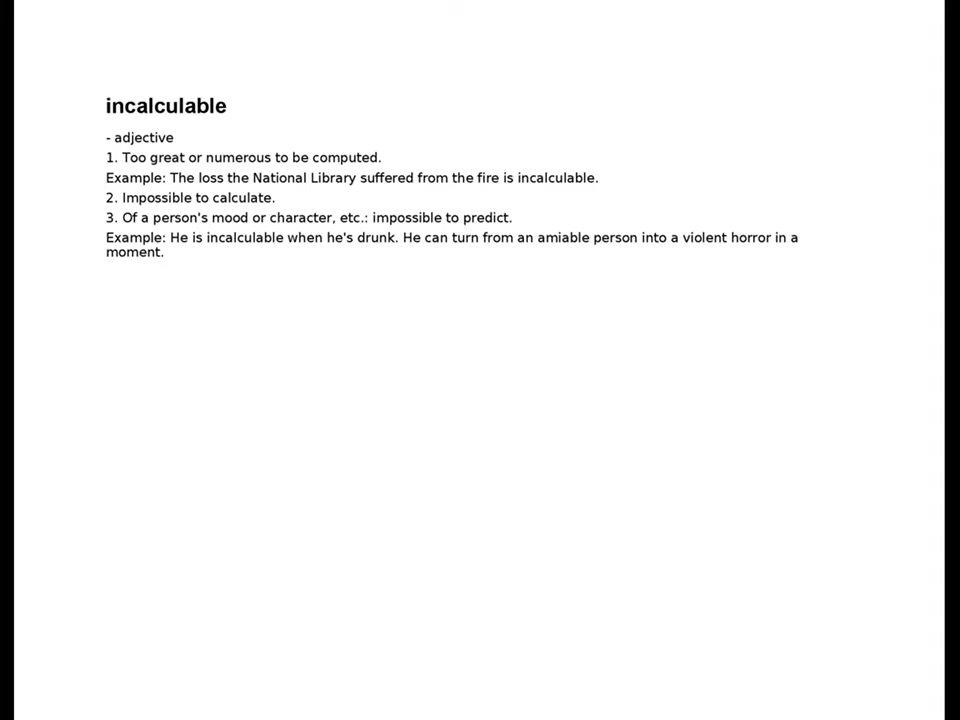 incalculable
- adjective
1. Too great or numerous to be computed.
Example: The loss the National Library suffered from the fire is incalculable.
2. Impossible to calculate.
3. Of a person's mood or character, etc.: impossible to predict.
Example: He is incalculable when he's drunk. He can turn from an amiable person into a violent horror in a
moment.